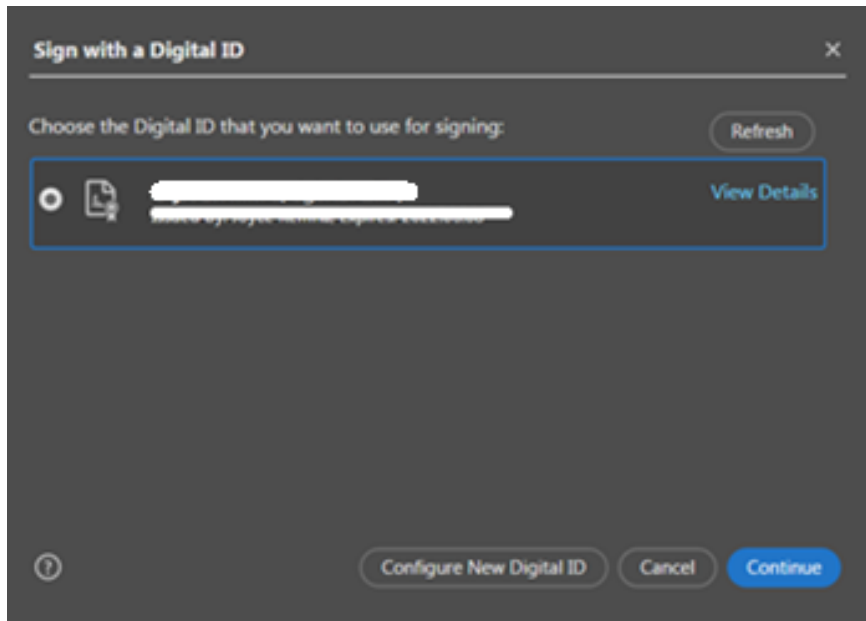 Sign with a Digital ID
Choose the Digital ID that you want to use for signing:
Refresh
View Details
Configure New Digital ID
Cancel
Continue